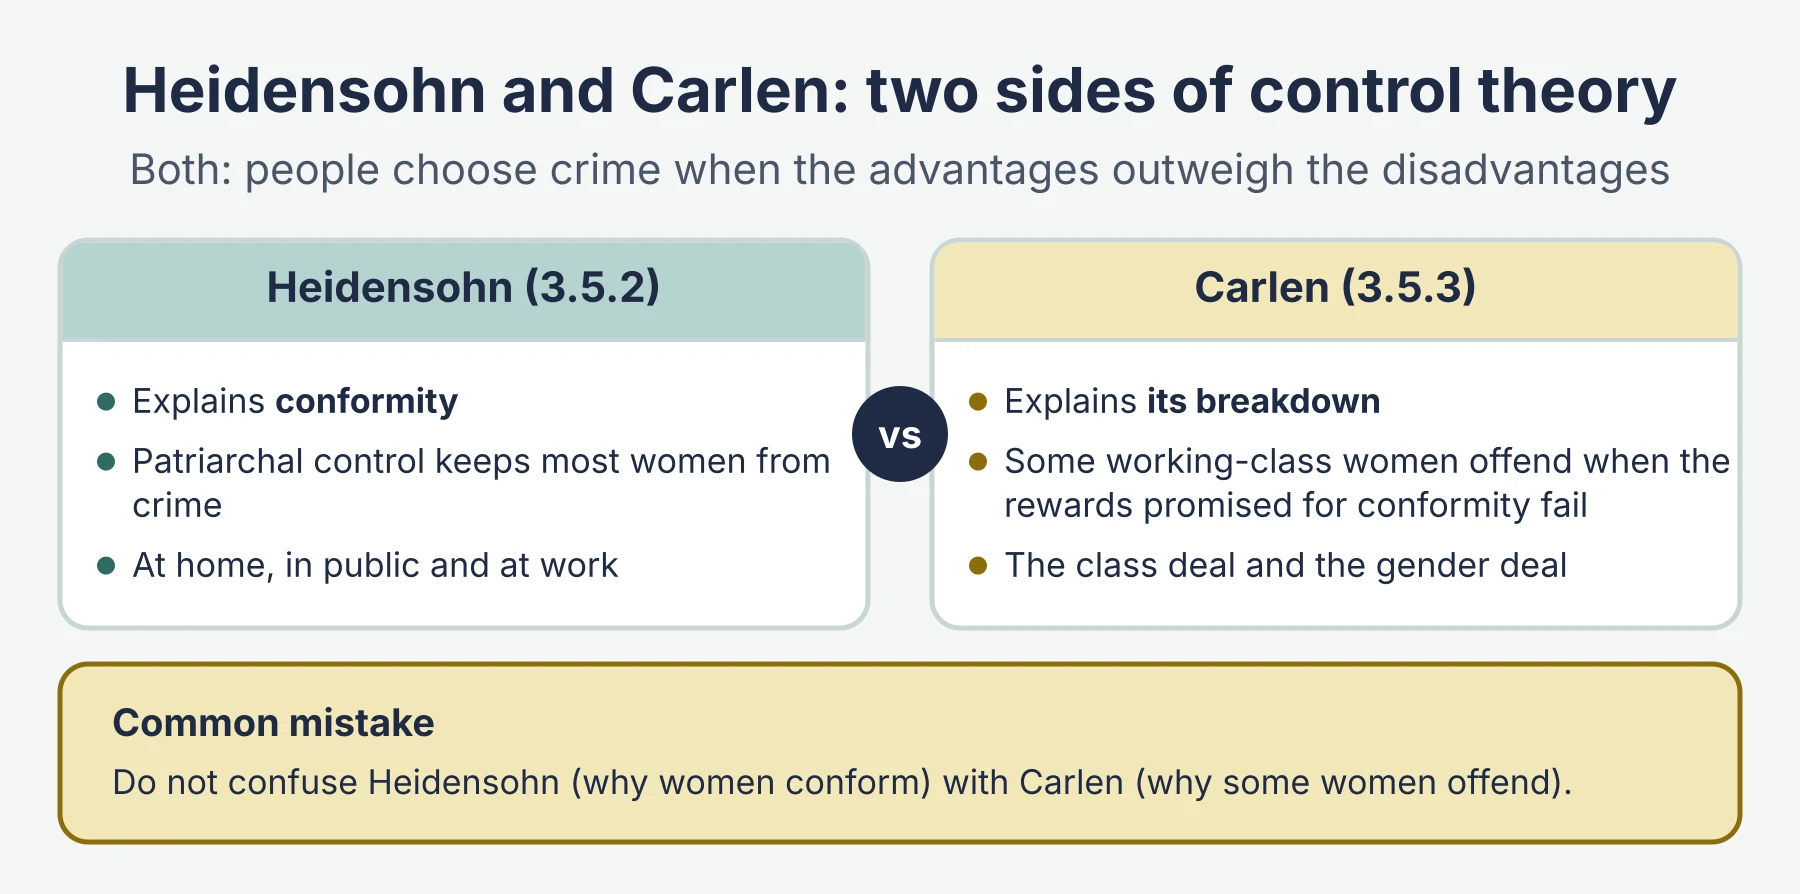 Heidensohn and Carlen: two sides of control theory
Both: people choose crime when the advantages outweigh the disadvantages
Heidensohn (3.5.2)
Explains conformity
Patriarchal control keeps most women from
crime
At home, in public and at work
vs
Carlen (3.5.3)
Explains its breakdown
Some working-class women offend when the
rewards promised for conformity fail
The class deal and the gender deal
Common mistake
Do not confuse Heidensohn (why women conform) with Carlen (why some women offend).